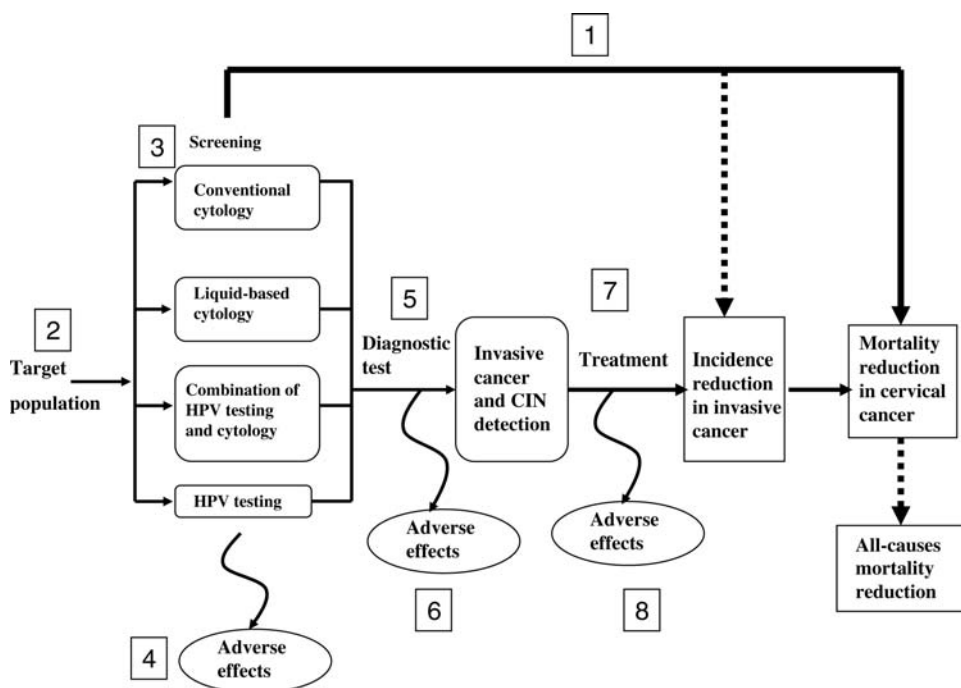 1
3
Screening
Conventional
cytology
Liquid-based
cytology
2
Target
population
Combination of
HPV testing
and cytology
HPV testing
4
Adverse
effects
5
Diagnostic
test
Adverse
effects
6
Invasive
cancer
and CIN
detection
7
Treatment
Adverse
effects
8
Incidence
reduction
in invasive
cancer
Mortality
reduction
in cervical
cancer
All-causes
mortality
reduction